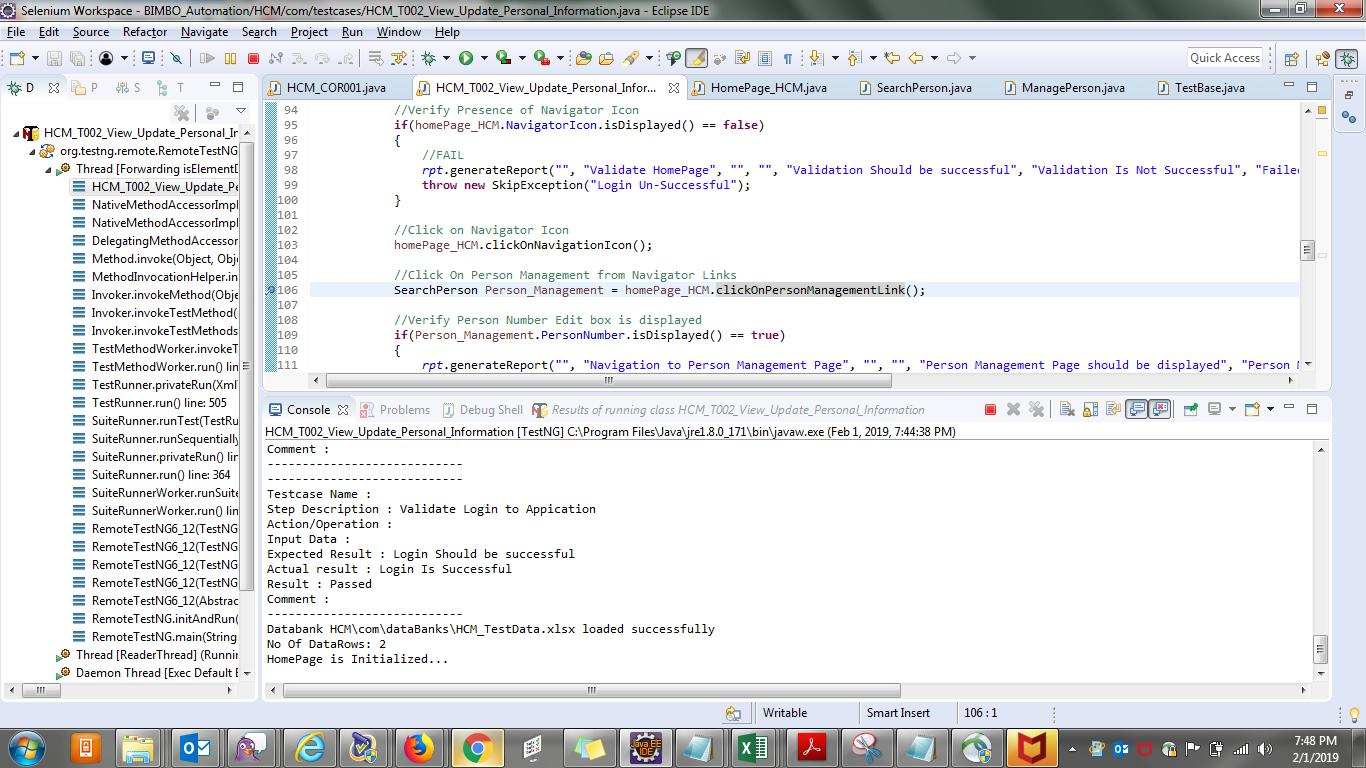 Selenium Workspace - BIMBO_Automation/HCM/com/testcases/HCM_T002_View_Update_Personal_Information.java - Eclipse IDE
File Edit Source Refactor Navigate Search Project Run Window Help
Quick Access
D P S T
HCM_COR001.java HCM_T002_View_Update_Personal_Infor... HomePage_HCM.java SearchPerson.java ManagePerson.java TestBase.java
HCM_T002_View_Update_Personal_In
org.testng.remote.RemoteTestNG
Thread [Forwarding isElementD
HCM_T002_View_Update_Pe
NativeMethodAccessorImpl
NativeMethodAccessorImpl
DelegatingMethodAccessor
Method.invoke(Object, Obj
MethodInvocationHelper.in
Invoker.invokeMethod(Obje
Invoker.invokeTestMethod(
Invoker.invokeTestMethods
TestMethodWorker.invokeT
TestMethodWorker.run() lin
TestRunner.privateRun(Xml
TestRunner.run() line: 505
SuiteRunner.runTest(TestRu
SuiteRunner.runSequentially
SuiteRunner.privateRun() lin
SuiteRunner.run() line: 364
SuiteRunnerWorker.runSuite
SuiteRunnerWorker.run() lin
RemoteTestNG6_12(TestNG
RemoteTestNG6_12(TestNG
RemoteTestNG6_12(TestNG
RemoteTestNG6_12(TestNG
RemoteTestNG6_12(Abstrac
RemoteTestNG.initAndRun(
RemoteTestNG.main(String
Thread [ReaderThread] (Runnin
Daemon Thread [Exec Default E
94 //Verify Presence of Navigator Icon
95 if(homePage_HCM.NavigatorIcon.isDisplayed() == false)
96 {
97 //FAIL
98 rpt.generateReport("", "Validate HomePage", "", "", "Validation Should be successful", "Validation Is Not Successful", "Failed
99 throw new SkipException("Login Un-Successful");
100 }
101
102 //Click on Navigator Icon
103 homePage_HCM.clickOnNavigationIcon();
104
105 //Click On Person Management from Navigator Links
106 SearchPerson Person_Management = homePage_HCM.clickOnPersonManagementLink();
107
108 //Verify Person Number Edit box is displayed
109 if(Person_Management.PersonNumber.isDisplayed() == true)
110 {
111 rpt.generateReport("", "Navigation to Person Management Page", "", "", "Person Management Page should be displayed", "Person M
Console Problems Debug Shell Results of running class HCM_T002_View_Update_Personal_Information
HCM_T002_View_Update_Personal_Information [TestNG] C:\Program Files\Java\jre1.8.0_171\bin\javaw.exe (Feb 1, 2019, 7:44:38 PM)
Comment :
----------------------------
----------------------------
Testcase Name :
Step Description : Validate Login to Appication
Action/Operation :
Input Data :
Expected Result : Login Should be successful
Actual result : Login Is Successful
Result : Passed
Comment :
----------------------------
Databank HCM\com\dataBanks\HCM_TestData.xlsx loaded successfully
No Of DataRows: 2
HomePage is Initialized...
Writable Smart Insert 106 : 1
Java EE IDE
7:48 PM
2/1/2019